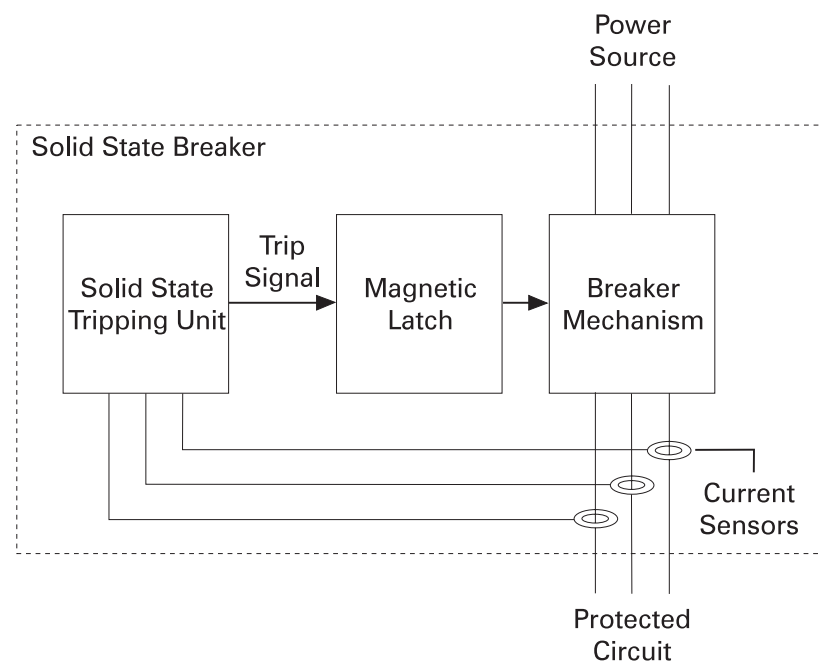 Power
Source
Solid State Breaker
Trip
Signal
Solid State
Tripping Unit
Magnetic
Latch
Breaker
Mechanism
Current
Sensors
Protected
Circuit